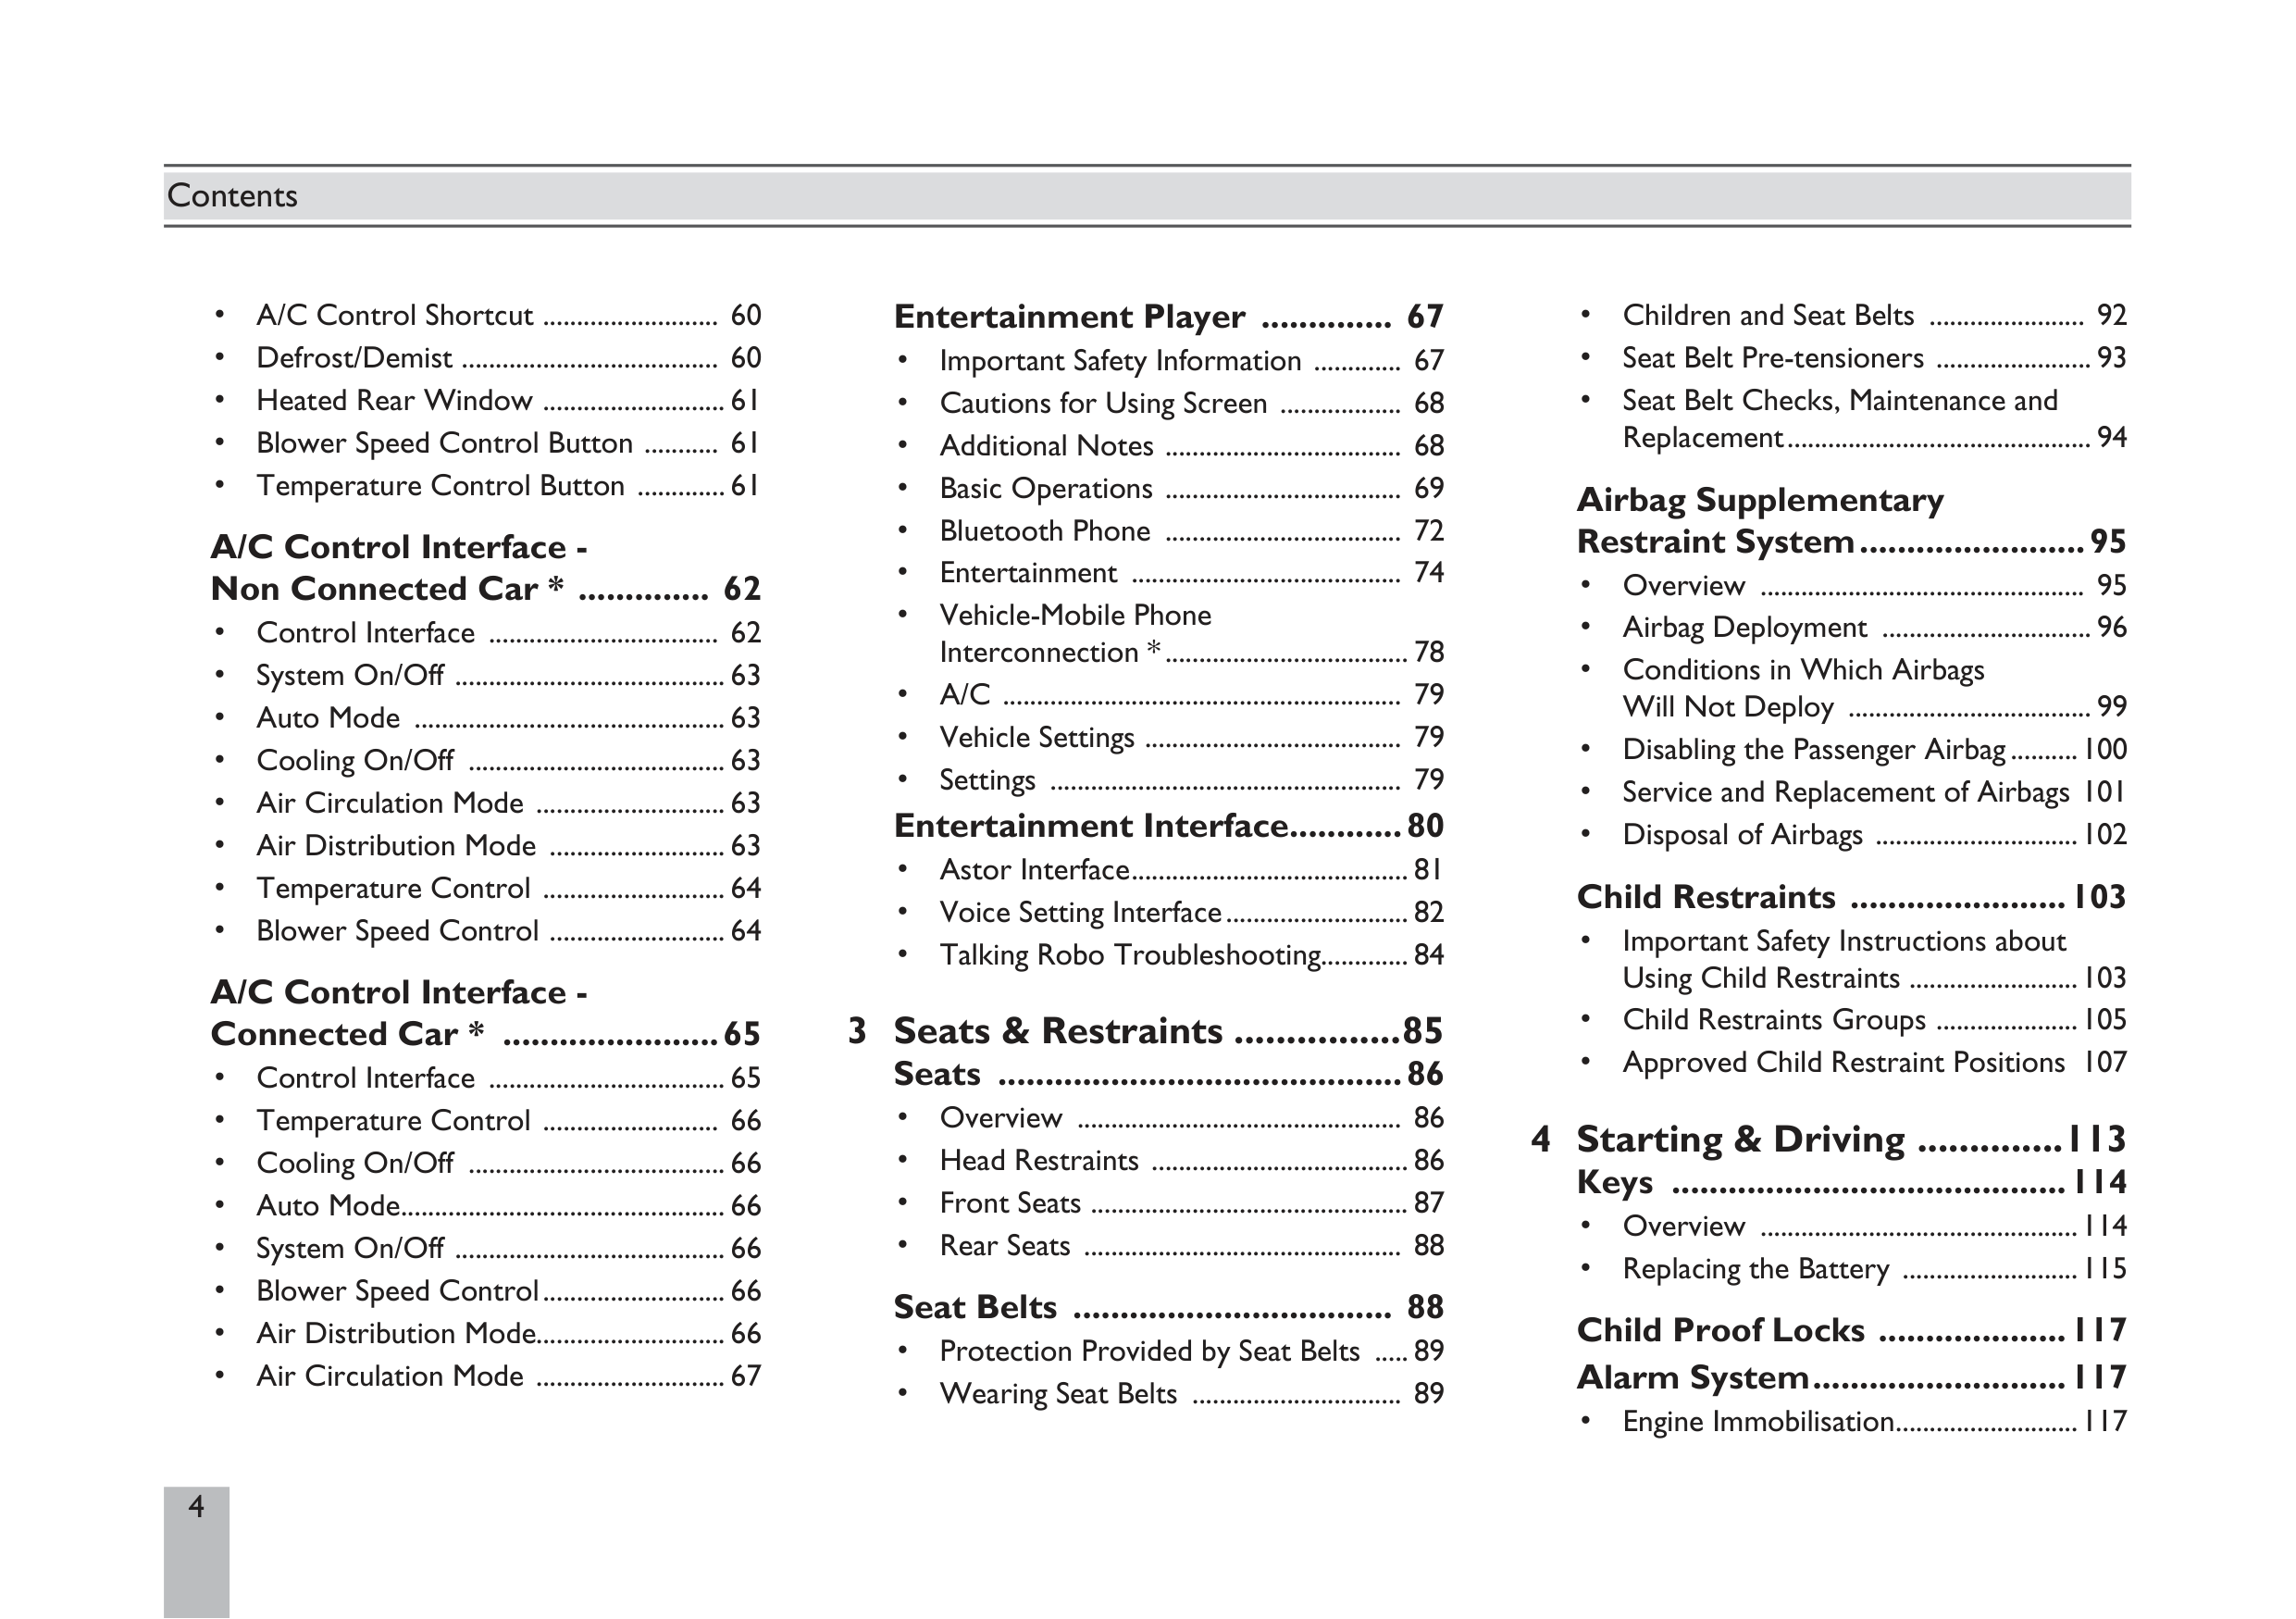 Contents
• A/C Control Shortcut .......................... 60
• Defrost/Demist ...................................... 60
• Heated Rear Window ........................... 61
• Blower Speed Control Button ........... 61
• Temperature Control Button ............. 61
A/C Control Interface -
Non Connected Car * .............. 62
• Control Interface .................................. 62
• System On/Off ........................................ 63
• Auto Mode .............................................. 63
• Cooling On/Off ...................................... 63
• Air Circulation Mode ............................ 63
• Air Distribution Mode .......................... 63
• Temperature Control ........................... 64
• Blower Speed Control .......................... 64
A/C Control Interface -
Connected Car * ....................... 65
• Control Interface ................................... 65
• Temperature Control .......................... 66
• Cooling On/Off ...................................... 66
• Auto Mode................................................ 66
• System On/Off ........................................ 66
• Blower Speed Control........................... 66
• Air Distribution Mode............................ 66
• Air Circulation Mode ............................ 67
Entertainment Player .............. 67
• Important Safety Information ............. 67
• Cautions for Using Screen .................. 68
• Additional Notes ................................... 68
• Basic Operations ................................... 69
• Bluetooth Phone ................................... 72
• Entertainment ........................................ 74
• Vehicle-Mobile Phone
Interconnection *.................................... 78
• A/C ........................................................... 79
• Vehicle Settings ...................................... 79
• Settings .................................................... 79
Entertainment Interface............ 80
• Astor Interface......................................... 81
• Voice Setting Interface........................... 82
• Talking Robo Troubleshooting............. 84
3 Seats & Restraints ................85
Seats ........................................... 86
• Overview ................................................ 86
• Head Restraints ...................................... 86
• Front Seats ............................................... 87
• Rear Seats ............................................... 88
Seat Belts .................................. 88
• Protection Provided by Seat Belts ..... 89
• Wearing Seat Belts ............................... 89
• Children and Seat Belts ....................... 92
• Seat Belt Pre-tensioners ....................... 93
• Seat Belt Checks, Maintenance and
Replacement............................................. 94
Airbag Supplementary
Restraint System........................ 95
• Overview ................................................ 95
• Airbag Deployment ............................... 96
• Conditions in Which Airbags
Will Not Deploy .................................... 99
• Disabling the Passenger Airbag.......... 100
• Service and Replacement of Airbags 101
• Disposal of Airbags .............................. 102
Child Restraints ....................... 103
• Important Safety Instructions about
Using Child Restraints ......................... 103
• Child Restraints Groups ..................... 105
• Approved Child Restraint Positions 107
4 Starting & Driving ..............113
Keys .......................................... 114
• Overview ............................................... 114
• Replacing the Battery .......................... 115
Child Proof Locks .................... 117
Alarm System........................... 117
• Engine Immobilisation........................... 117
4